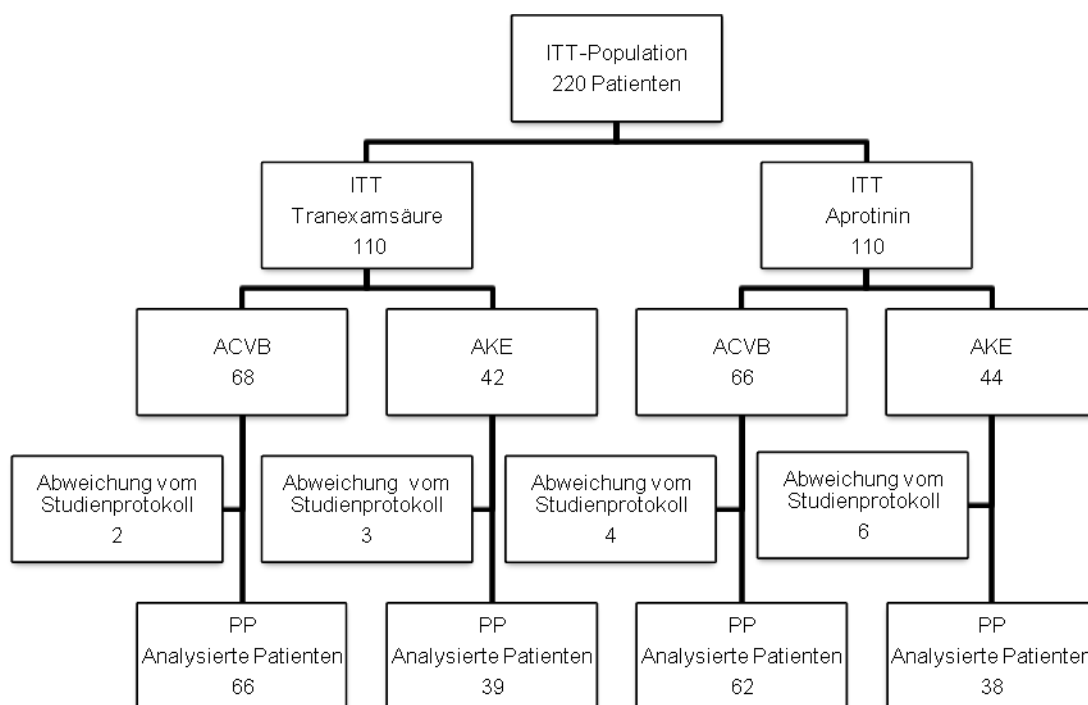 ITT-Population
220 Patienten
ITT
Tranexamsäure
110
ITT
Aprotinin
110
ACVB
68
AKE
42
ACVB
66
AKE
44
Abweichung vom
Studienprotokoll
2
Abweichung vom
Studienprotokoll
3
Abweichung vom
Studienprotokoll
4
Abweichung vom
Studienprotokoll
6
PP
Analysierte Patienten
66
PP
Analysierte Patienten
39
PP
Analysierte Patienten
62
PP
Analysierte Patienten
38